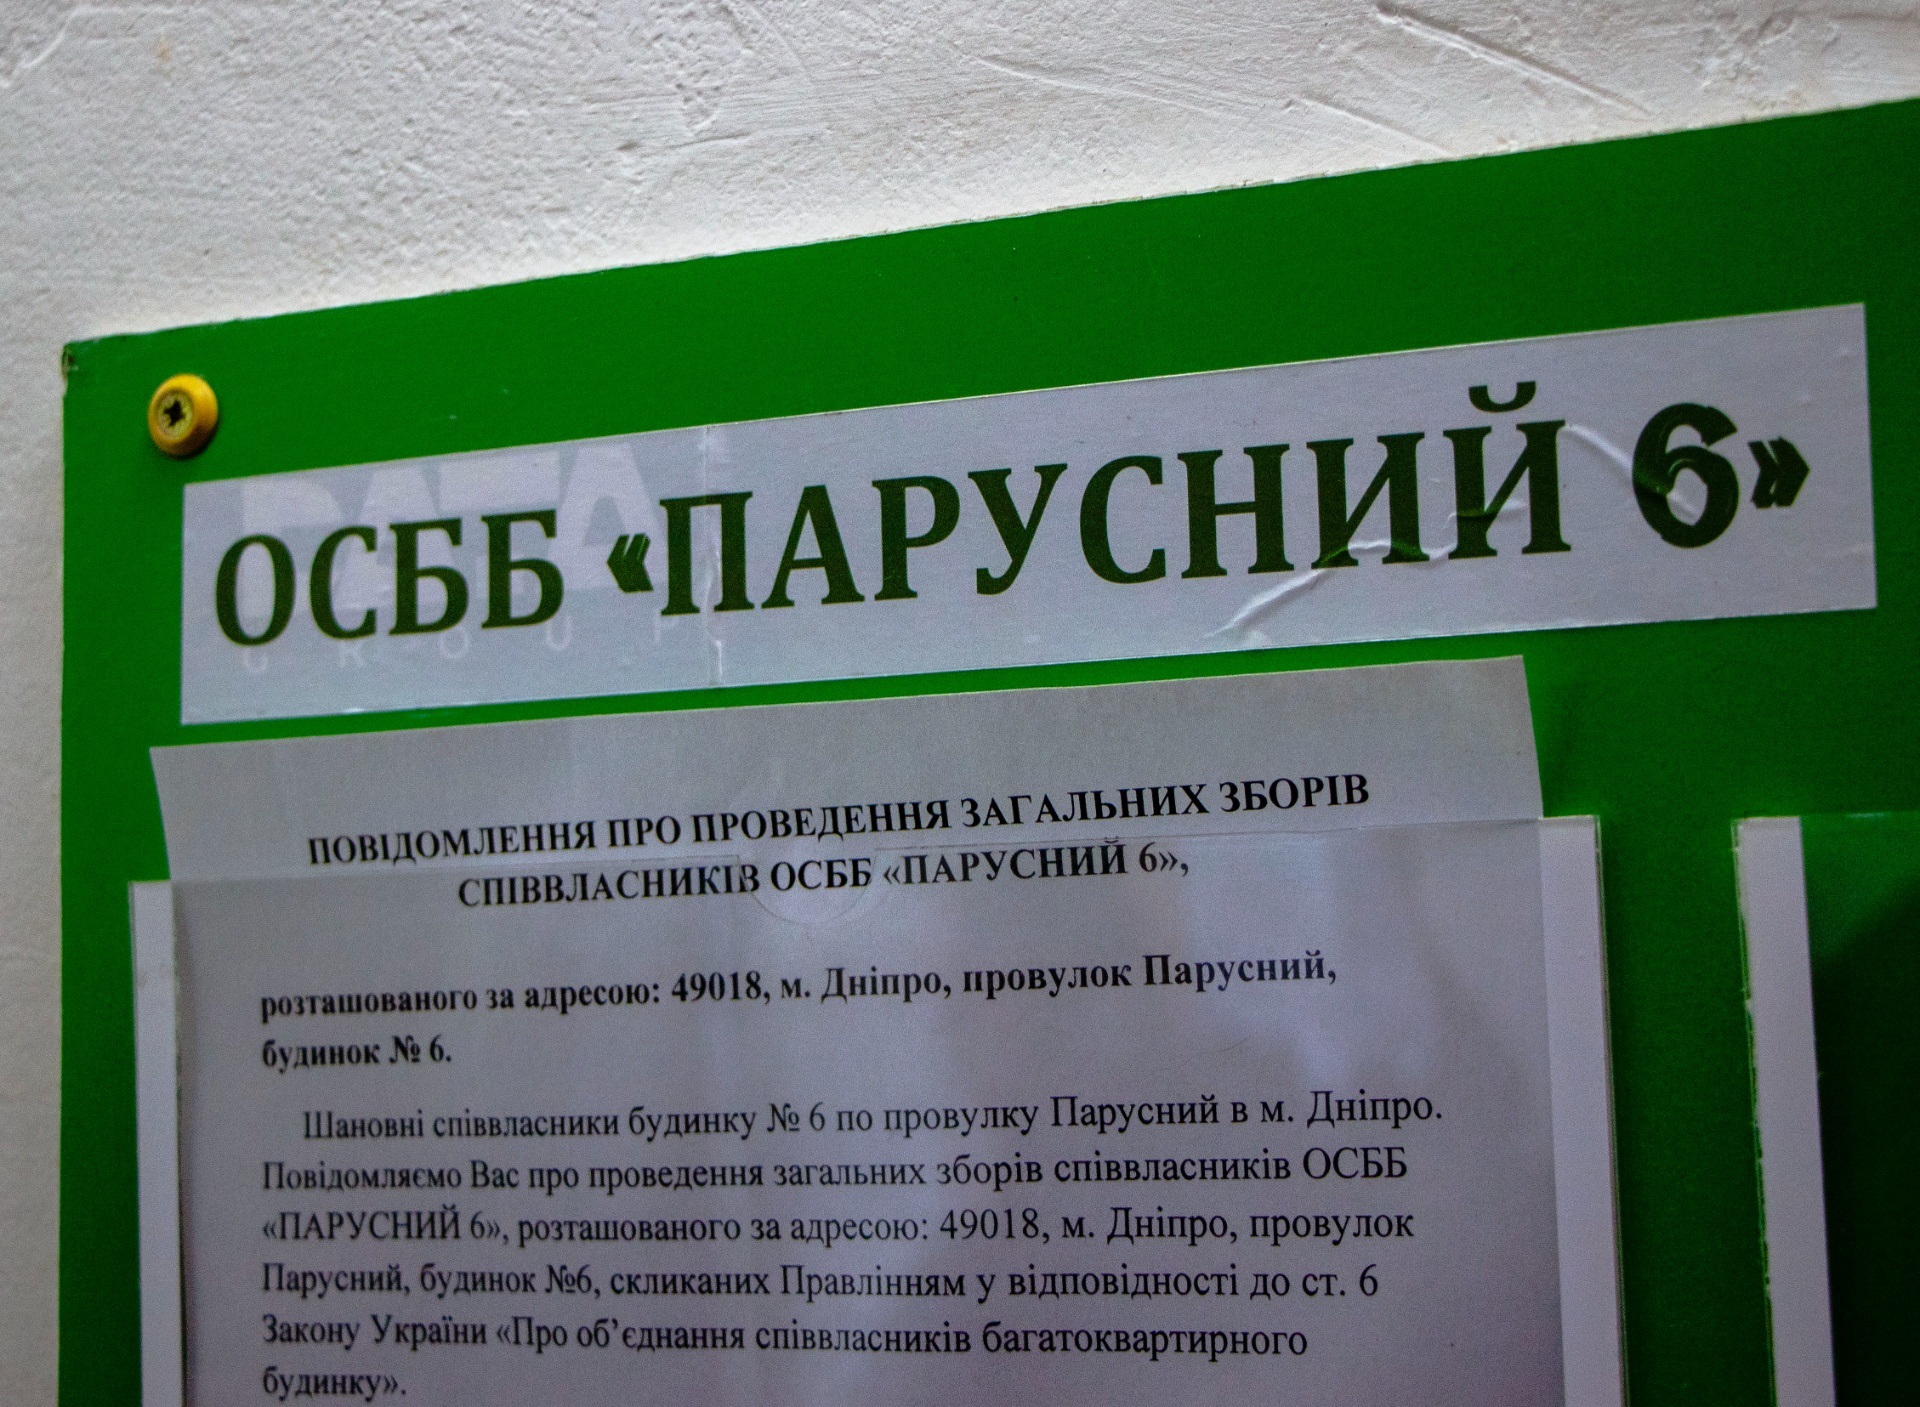 ОСББ «ПАРУСНИЙ 6»
ПОВІДОМЛЕННЯ ПРО ПРОВЕДЕННЯ ЗАГАЛЬНИХ ЗБОРІВ
СПІВВЛАСНИКІВ ОСББ «ПАРУСНИЙ 6»,
розташованого за адресою: 49018, м. Дніпро, провулок Парусний,
будинок № 6.
Шановні співвласники будинку № 6 по провулку Парусний в м. Дніпро.
Повідомляємо Вас про проведення загальних зборів співвласників ОСББ
«ПАРУСНИЙ 6», розташованого за адресою: 49018, м. Дніпро, провулок
Парусний, будинок №6, скликаних Правлінням у відповідності до ст. 6
Закону України «Про об’єднання співвласників багатоквартирного
будинку».